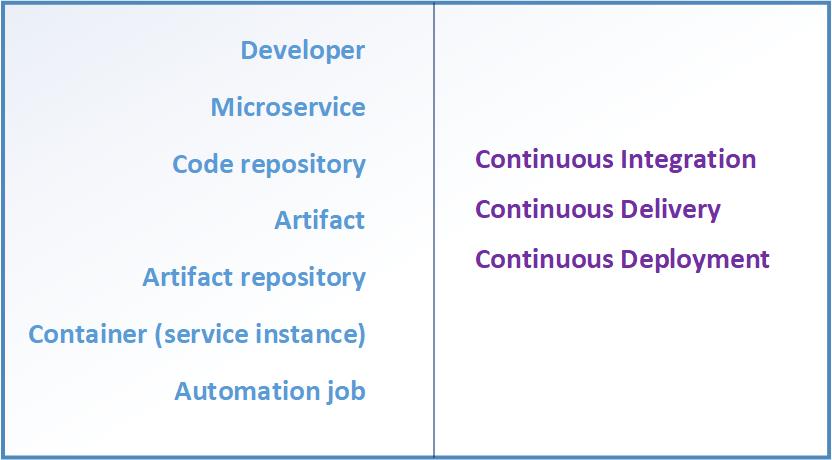 Developer
Microservice
Code repository
Artifact
Artifact repository
Container (service instance)
Automation job
Continuous Integration
Continuous Delivery
Continuous Deployment